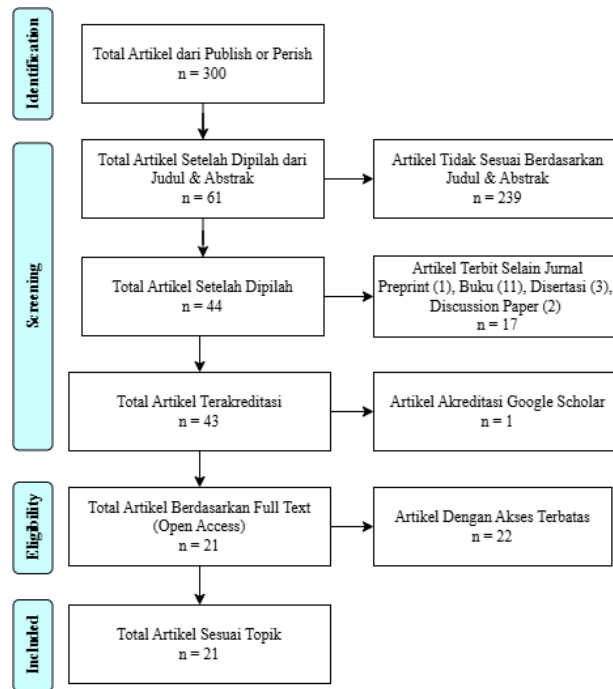 Identification
Total Artikel dari Publish or Perish
n = 300
Screening
Total Artikel Setelah Dipilah dari
Judul & Abstrak
n = 61
Artikel Tidak Sesuai Berdasarkan
Judul & Abstrak
n = 239
Total Artikel Setelah Dipilah
n = 44
Artikel Terbit Selain Jurnal
Preprint (1), Buku (11), Disertasi (3),
Discussion Paper (2)
n = 17
Total Artikel Terakreditasi
n = 43
Artikel Akreditasi Google Scholar
n = 1
Eligibility
Total Artikel Berdasarkan Full Text
(Open Access)
n = 21
Artikel Dengan Akses Terbatas
n = 22
Included
Total Artikel Sesuai Topik
n = 21